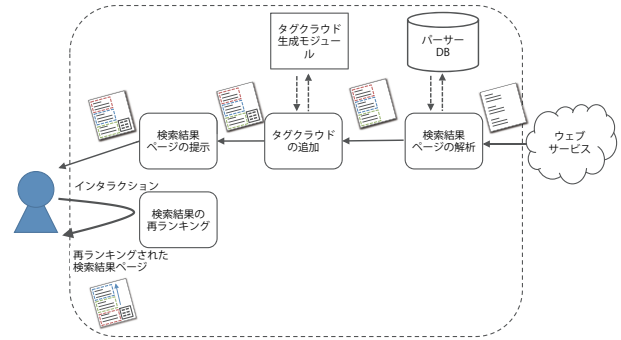 タグクラウド
生成モジュー
ル
パーサー
DB
検索結果
ページの提示
タグクラウド
の追加
検索結果
ページの解析
ウェブ
サービス
インタラクション
検索結果の
再ランキング
再ランキングされた
検索結果ページ